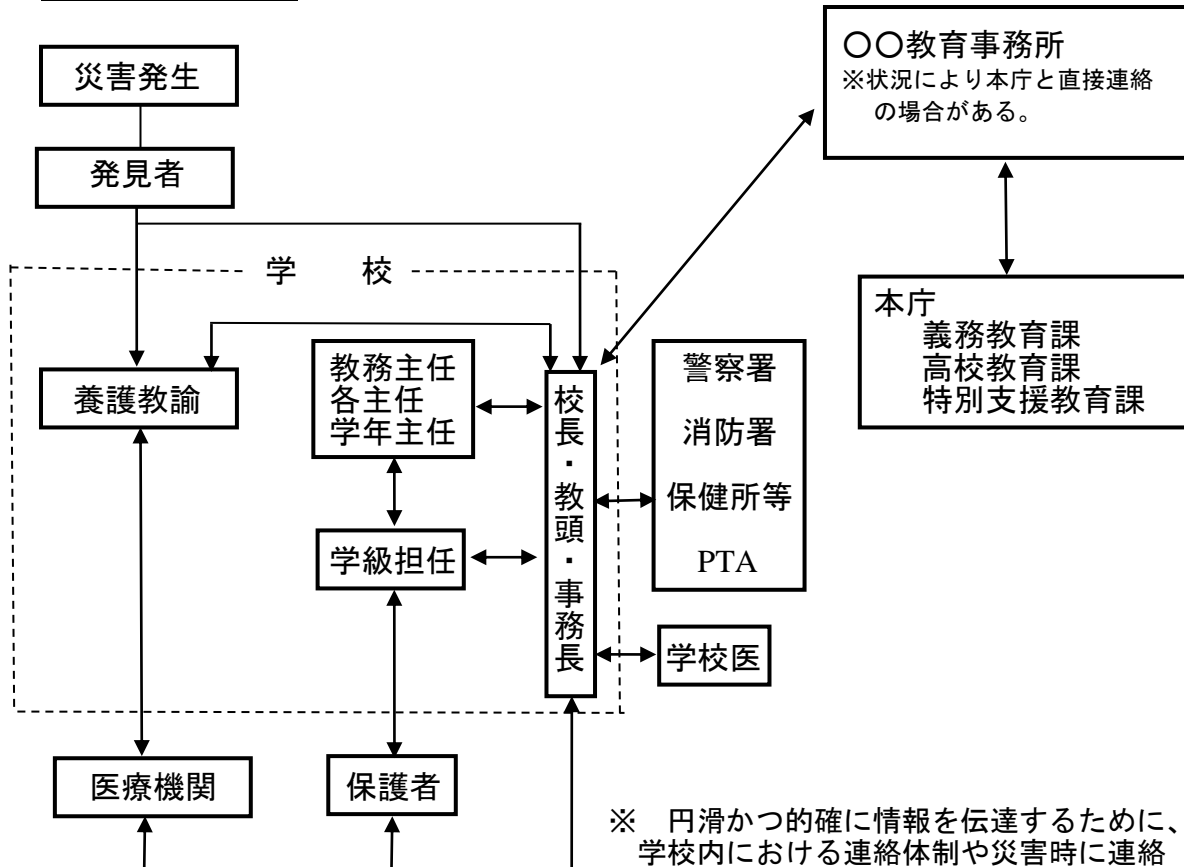 災害発生
発見者
〇〇教育事務所
※状況により本庁と直接連絡
の場合がある。
本庁
義務教育課
高校教育課
特別支援教育課
学　校
養護教諭
教務主任
各主任
学年主任
学級担任
校長・教頭・事務長
警察署
消防署
保健所等
PTA
学校医
医療機関
保護者
※　円滑かつ的確に情報を伝達するために、
学校内における連絡体制や災害時に連絡